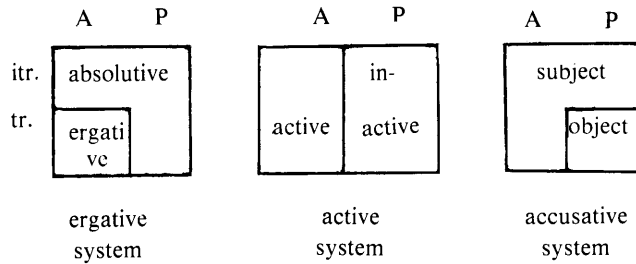 A P A P A P
itr. absolutive in- subject
tr. ergati active active object
ve
ergative active accusative
system system system